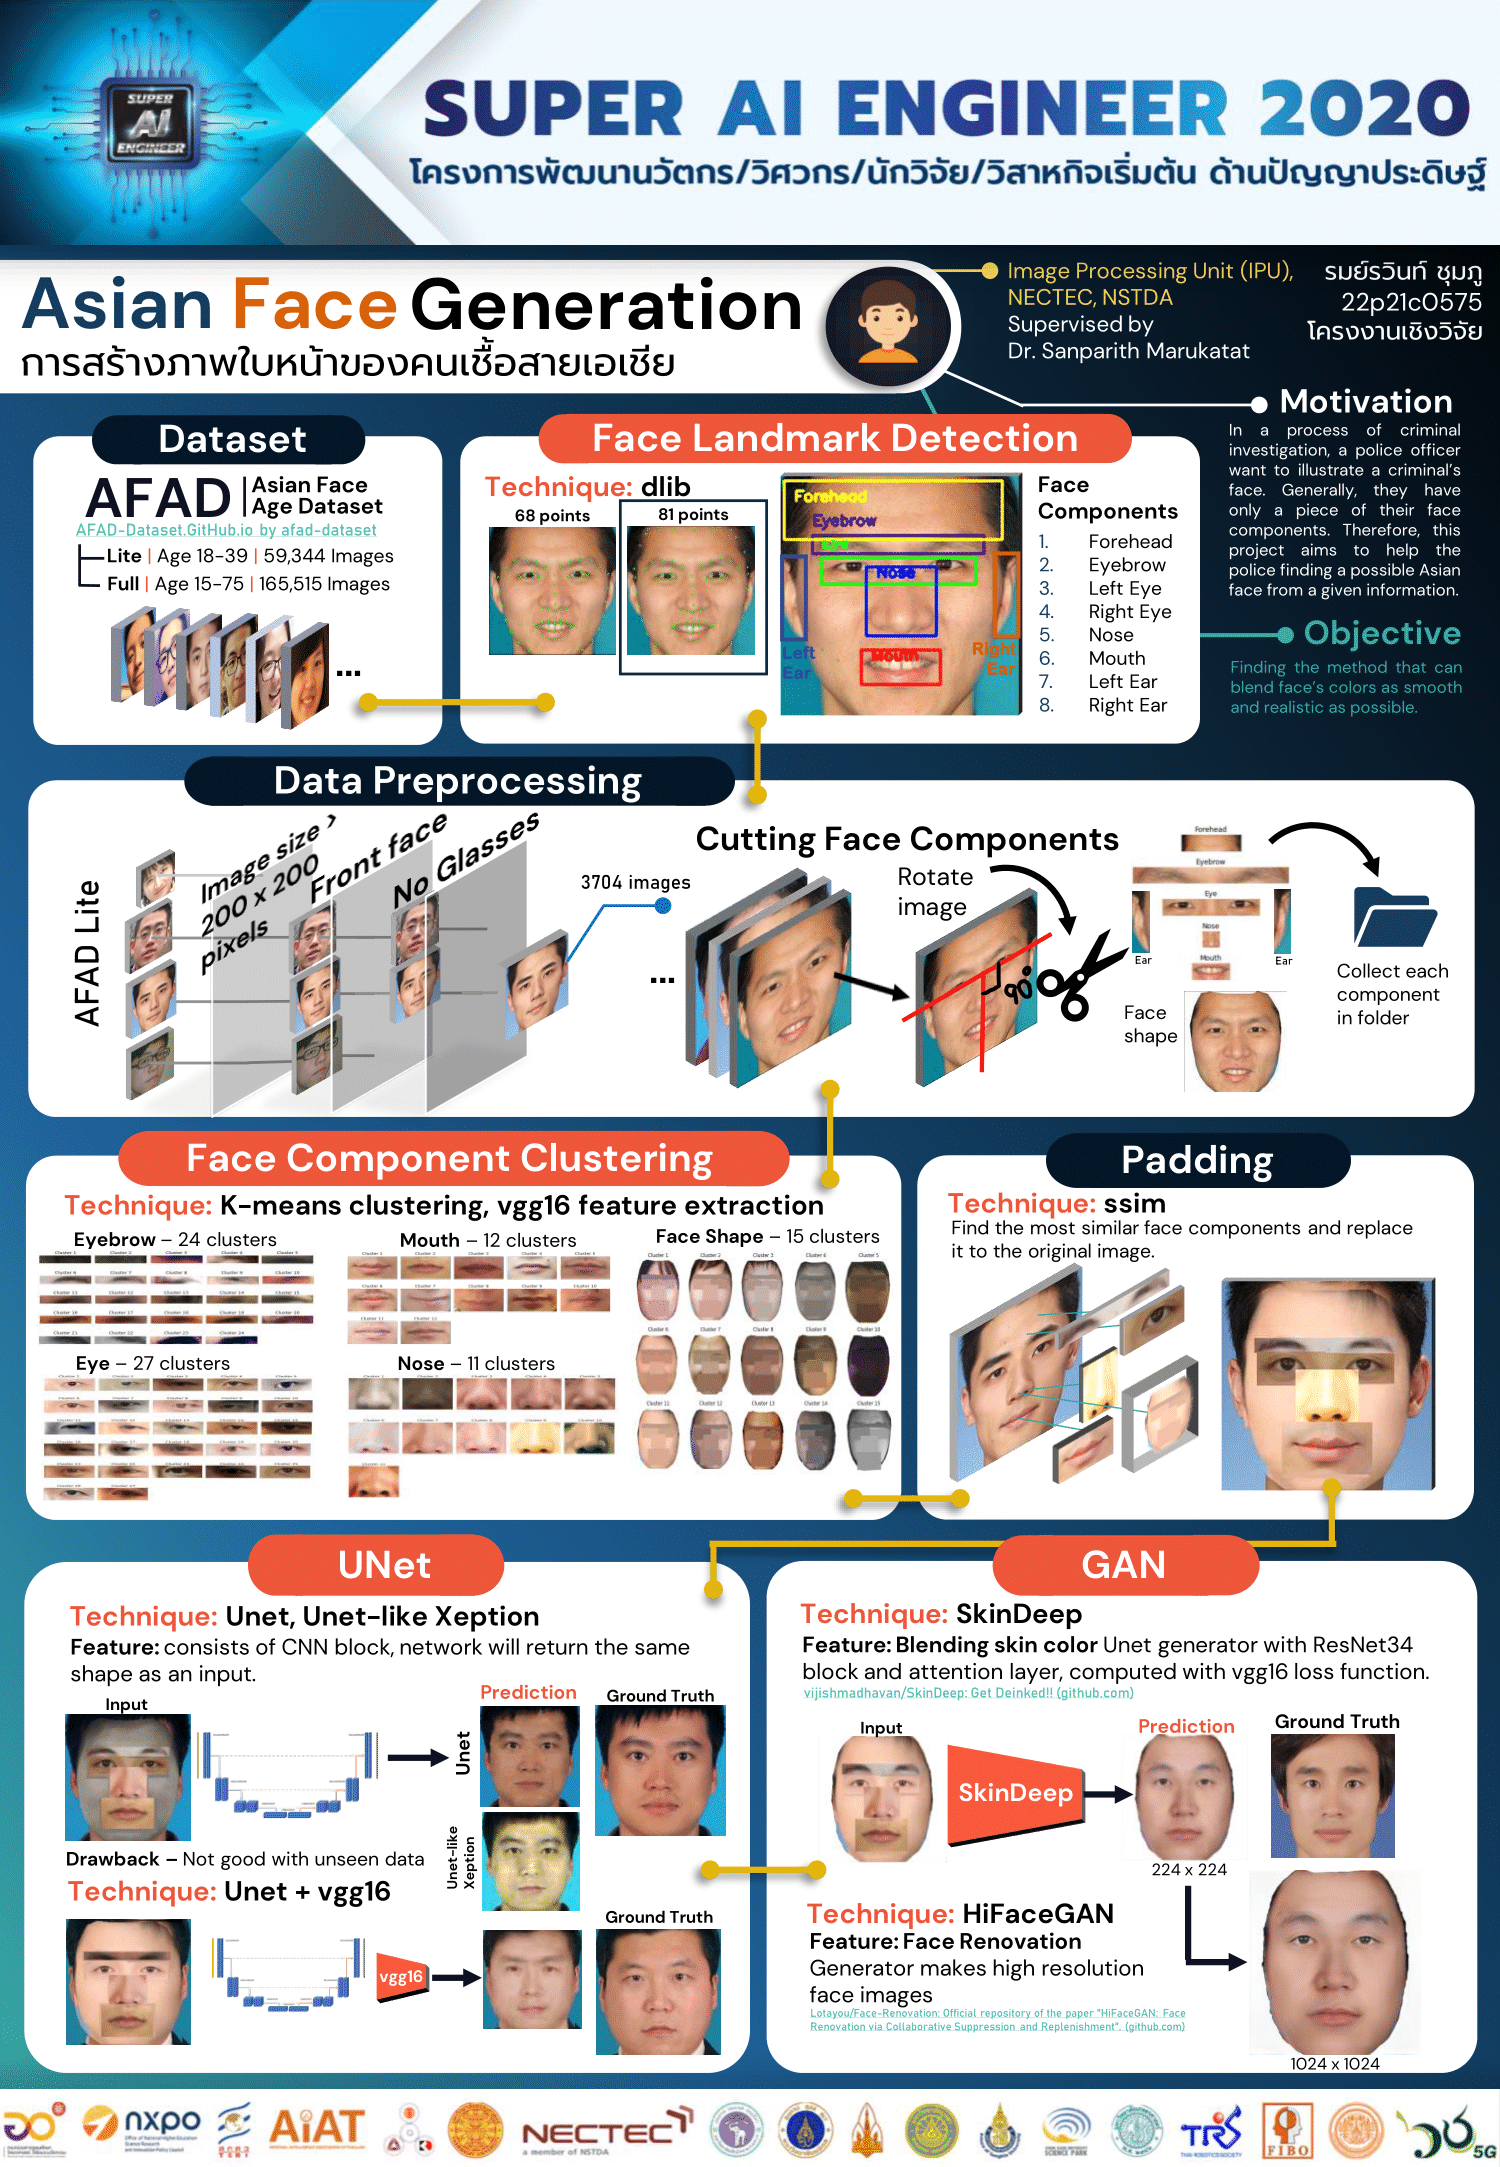 SUPER
AI
ENGINEER
SUPER AI ENGINEER 2020
โครงการพัฒนานวัตกร/วิศวกร/นักวิจัย/วิสาหกิจเริ่มต้น ด้านปัญญาประดิษฐ์
Asian Face Generation
การสร้างภาพใบหน้าของคนเชื้อสายเอเชีย
Image Processing Unit (IPU),
NECTEC, NSTDA
Supervised by
Dr. Sanparith Marukatat
รมย์รวินท์ ชุมภู
22p21c0575
โครงงานเชิงวิจัย
Motivation
In a process of criminal
investigation, a police officer
want to illustrate a criminal's
face. Generally, they have
only a piece of their face
components. Therefore, this
project aims to help the
police finding a possible Asian
face from a given information.
Objective
Finding the method that can
blend face's colors as smooth
and realistic as possible.
Dataset
AFAD | Asian Face
Age Dataset
AFAD-Dataset.GitHub.io by afad-dataset
Lite | Age 18-39 | 59,344 Images
Full | Age 15-75 | 165,515 Images
...
Face Landmark Detection
Technique: dlib
68 points
81 points
Forehead
Eyebrow
Eye
Nose
Mouth
Left
Ear
Right
Ear
Face
Components
1. Forehead
2. Eyebrow
3. Left Eye
4. Right Eye
5. Nose
6. Mouth
7. Left Ear
8. Right Ear
Data Preprocessing
AFAD Lite
Image size >
200 x 200
pixels
Front face
No Glasses
3704 images
...
Cutting Face Components
Rotate
image
90°
Forehead
Eyebrow
Eye
Nose
Mouth
Ear
Ear
Face
shape
Collect each
component
in folder
Face Component Clustering
Technique: K-means clustering, vgg16 feature extraction
Eyebrow – 24 clusters
Mouth – 12 clusters
Face Shape – 15 clusters
Eye – 27 clusters
Nose – 11 clusters
Padding
Technique: ssim
Find the most similar face components and replace
it to the original image.
UNet
Technique: Unet, Unet-like Xeption
Feature: consists of CNN block, network will return the same
shape as an input.
Input
Prediction
Ground Truth
Unet
Unet-like
Xeption
Drawback – Not good with unseen data
Technique: Unet + vgg16
vgg16
Ground Truth
GAN
Technique: SkinDeep
Feature: Blending skin color Unet generator with ResNet34
block and attention layer, computed with vgg16 loss function.
vijishmadhavan/SkinDeep: Get Deinked!! (github.com)
Input
SkinDeep
Prediction
Ground Truth
224 x 224
Technique: HiFaceGAN
Feature: Face Renovation
Generator makes high resolution
face images
Lotayou/Face-Renovation: Official repository of the paper "HiFaceGAN: Face
Renovation via Collaborative Suppression and Replenishment". (github.com)
1024 x 1024
nxpo
AiAT
NECTEC
a member of NSTDA
SCIENCE PARK
TRS
THAI ROBOTICS SOCIETY
FIBO
5G